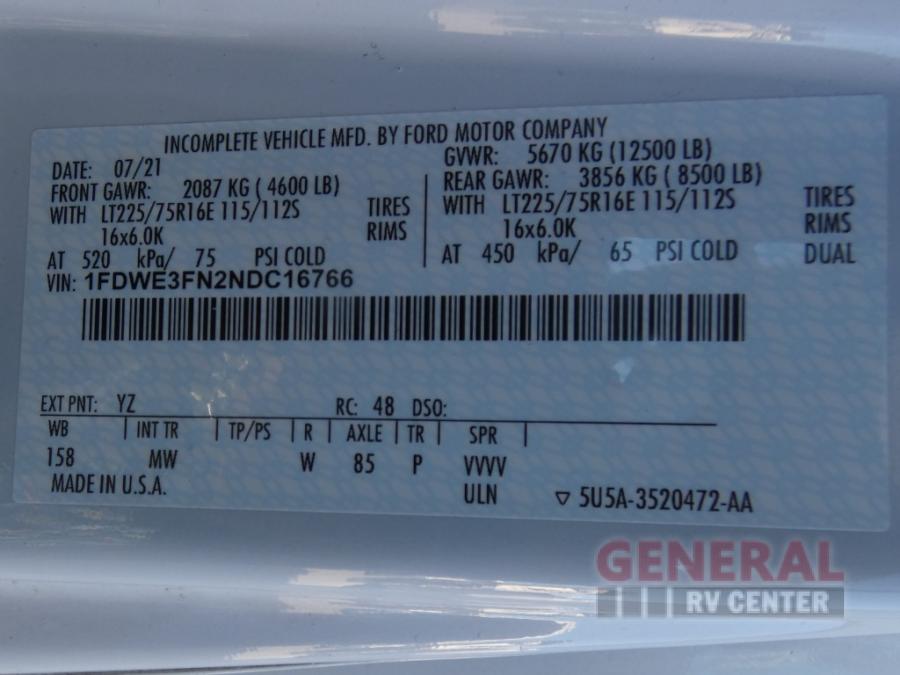 INCOMPLETE VEHICLE MFD. BY FORD MOTOR COMPANY
DATE: 07/21
FRONT GAWR: 2087 KG ( 4600 LB)
WITH LT225/75R16E 115/112S TIRES
16x6.0K RIMS
AT 520 kPa/ 75 PSI COLD
GVWR: 5670 KG (12500 LB)
REAR GAWR: 3856 KG ( 8500 LB)
WITH LT225/75R16E 115/112S TIRES
16x6.0K RIMS
AT 450 kPa/ 65 PSI COLD DUAL
VIN: 1FDWE3FN2NDC16766
EXT PNT: YZ RC: 48 DSO:
WB INT TR TP/PS R AXLE TR SPR
158 MW W 85 P VVVV
MADE IN U.S.A. ULN ▽ 5U5A-3520472-AA
GENERAL
RV CENTER